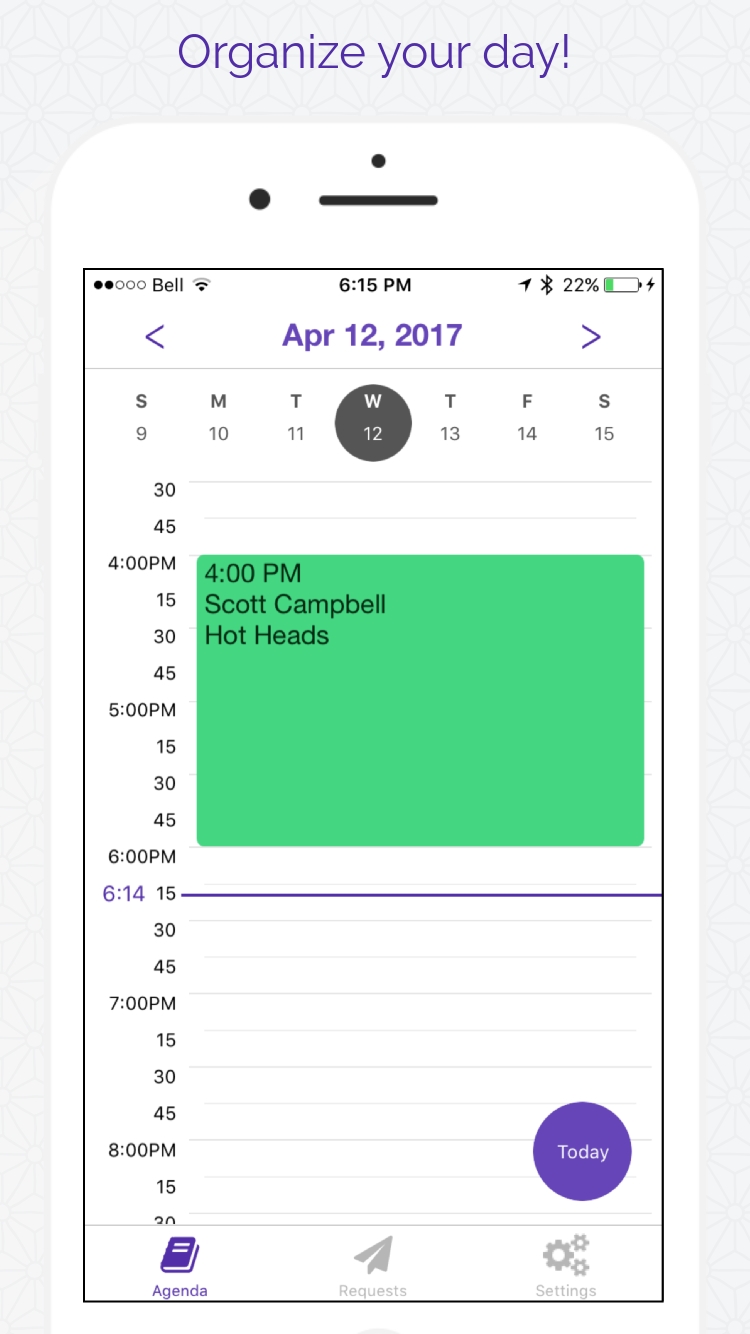 Organize your day!
Bell 6:15 PM 22%
< Apr 12, 2017 >
S M T W T F S
9 10 11 12 13 14 15
30
45
4:00PM
4:00 PM
15
Scott Campbell
30
Hot Heads
45
5:00PM
15
30
45
6:00PM
6:14 15
30
45
7:00PM
15
30
45
8:00PM
Today
15
30
Agenda Requests Settings